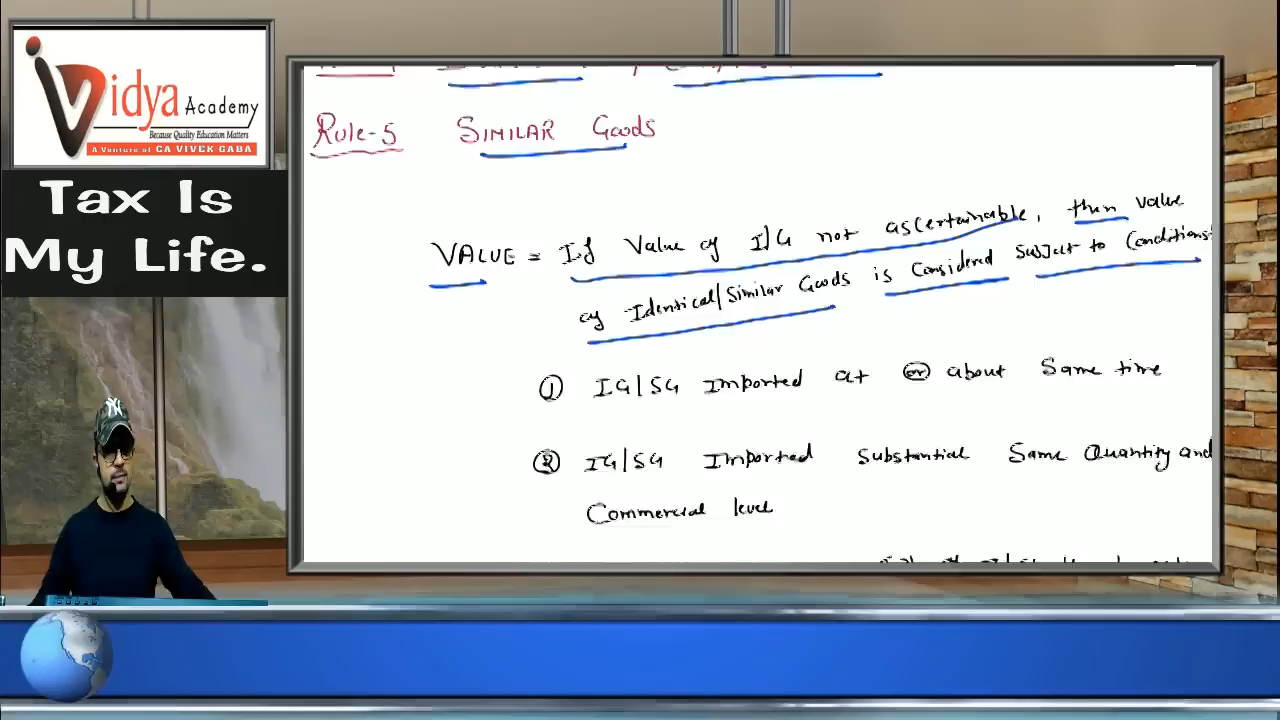 Vidya Academy
Because Quality Education Matters
A Venture of CA VIVEK GABA
Tax Is
My Life.
NY
Rule-5 SIMILAR Goods
VALUE = If Value of I/G not ascertainable, then value
of Identical/Similar Goods is Considered Subject to Conditions:
① IG/SG Imported at or about Same time
② IG/SG Imported Substantial Same Quantity and
Commercial level